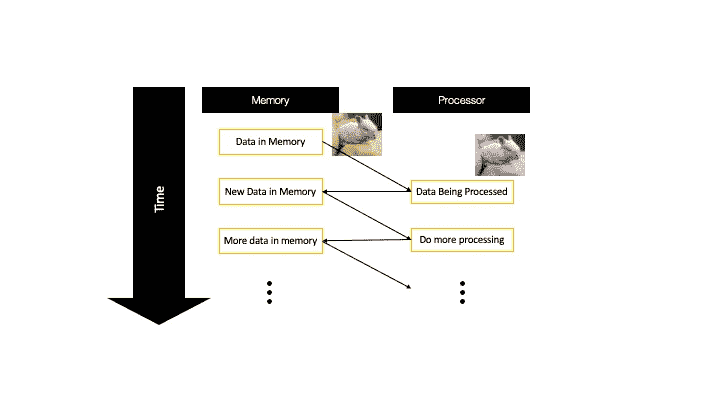 Memory
Processor
Time
Data in Memory
Data Being Processed
New Data in Memory
Do more processing
More data in memory